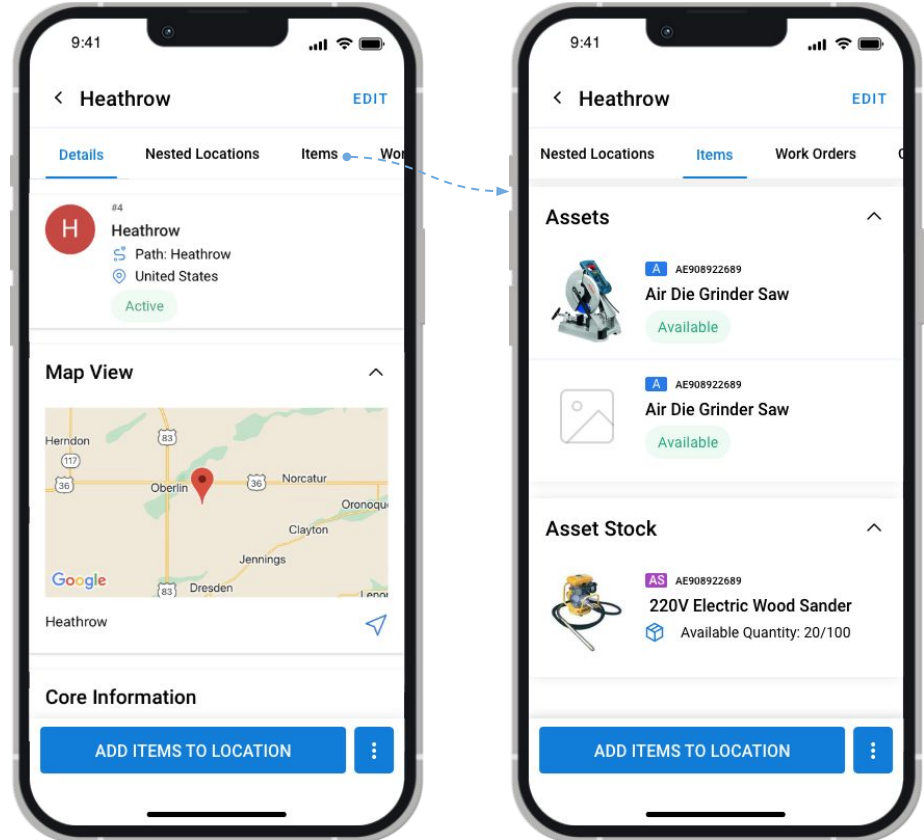 9:41
Heathrow
EDIT
Details
Nested Locations
Items
Wor
#4
H
Heathrow
Path: Heathrow
United States
Active
Map View
Herndon
83
117
36
Oberlin
36
Norcatur
Oronoqu
Clayton
Jennings
Google
83
Dresden
Lenor
Heathrow
Core Information
ADD ITEMS TO LOCATION
9:41
Heathrow
EDIT
Nested Locations
Items
Work Orders
Assets
A AE908922689
Air Die Grinder Saw
Available
A AE908922689
Air Die Grinder Saw
Available
Asset Stock
AS AE908922689
220V Electric Wood Sander
Available Quantity: 20/100
ADD ITEMS TO LOCATION